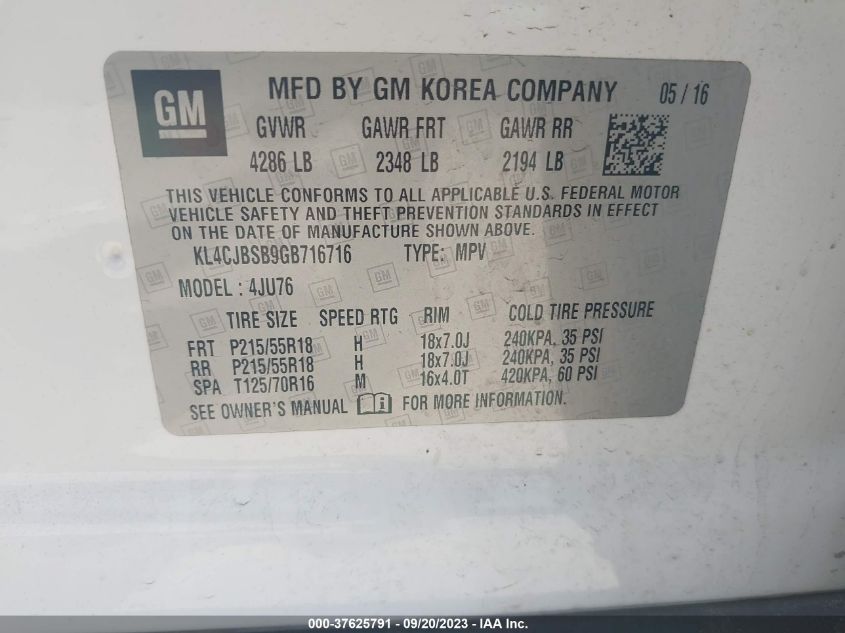 GM
MFD BY GM KOREA COMPANY 05 / 16
GVWR GAWR FRT GAWR RR
4286 LB 2348 LB 2194 LB
THIS VEHICLE CONFORMS TO ALL APPLICABLE U.S. FEDERAL MOTOR
VEHICLE SAFETY AND THEFT PREVENTION STANDARDS IN EFFECT
ON THE DATE OF MANUFACTURE SHOWN ABOVE.
KL4CJBSB9GB716716 TYPE: MPV
MODEL : 4JU76
TIRE SIZE SPEED RTG RIM COLD TIRE PRESSURE
FRT P215/55R18 H 18x7.0J 240KPA, 35 PSI
RR P215/55R18 H 18x7.0J 240KPA, 35 PSI
SPA T125/70R16 M 16x4.0T 420KPA, 60 PSI
SEE OWNER'S MANUAL FOR MORE INFORMATION.
000-37625791 - 09/20/2023 - IAA Inc.